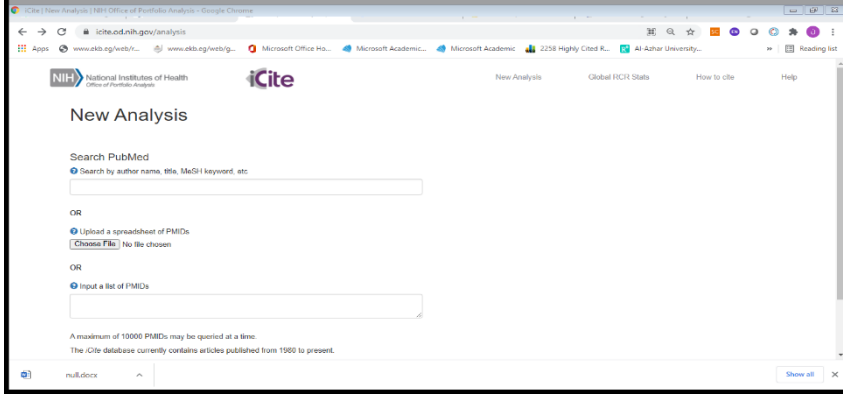 iCite | New Analysis | NIH Office of Portfolio Analysis - Google Chrome
icite.od.nih.gov/analysis
Apps www.ekb.eg/web/r... www.ekb.eg/web/g... Microsoft Office Ho... Microsoft Academic... Microsoft Academic 2258 Highly Cited R... Al-Azhar University... » Reading list
NIH National Institutes of Health
Office of Portfolio Analysis
iCite
New Analysis Global RCR Stats How to cite Help
New Analysis
Search PubMed
Search by author name, title, MeSH keyword, etc
OR
Upload a spreadsheet of PMIDs
Choose File No file chosen
OR
Input a list of PMIDs
A maximum of 10000 PMIDs may be queried at a time.
The iCite database currently contains articles published from 1980 to present.
null.docx
Show all